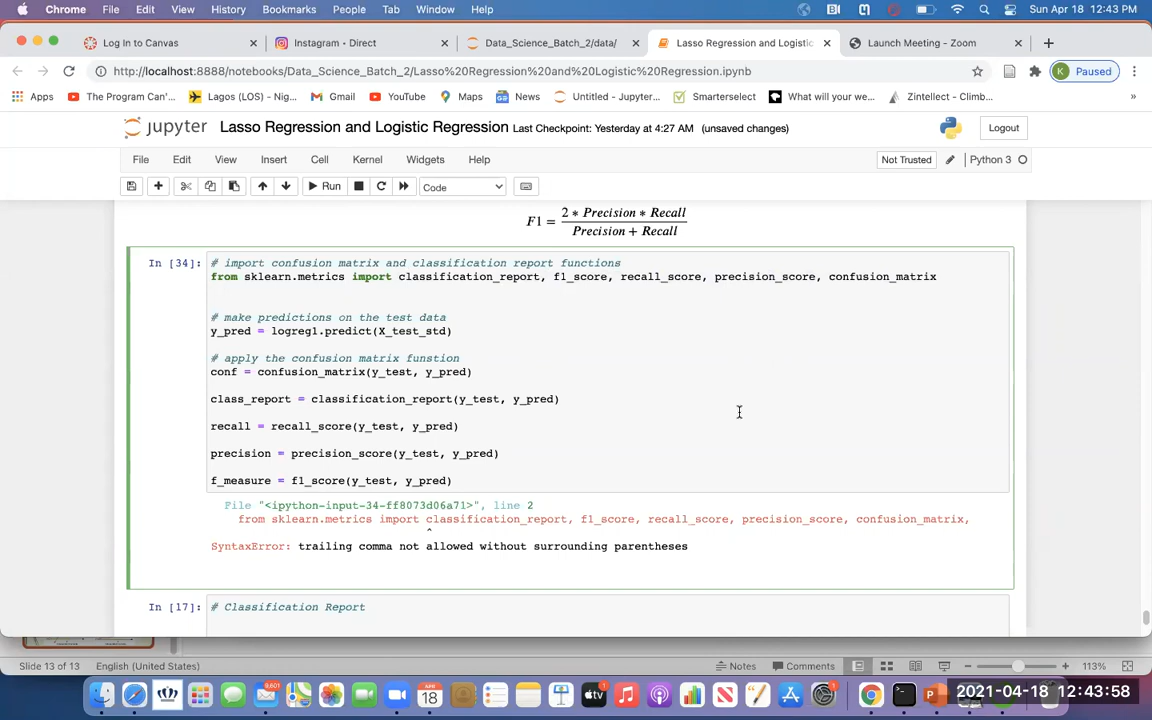 Chrome File Edit View History Bookmarks People Tab Window Help Sun Apr 18 12:43 PM
Log In to Canvas Instagram • Direct Data_Science_Batch_2/data/ Lasso Regression and Logistic Launch Meeting - Zoom
http://localhost:8888/notebooks/Data_Science_Batch_2/Lasso%20Regression%20and%20Logistic%20Regression.ipynb K Paused
Apps The Program Can'... Lagos (LOS) - Nig... Gmail YouTube Maps News Untitled - Jupyter... Smarterselect What will your we... Zintellect - Climb... »
jupyter Lasso Regression and Logistic Regression Last Checkpoint: Yesterday at 4:27 AM (unsaved changes) Logout
File Edit View Insert Cell Kernel Widgets Help Not Trusted Python 3
Run Code
F1 = 2 * Precision * Recall
Precision + Recall
In [34]: # import confusion matrix and classification report functions
from sklearn.metrics import classification_report, f1_score, recall_score, precision_score, confusion_matrix
# make predictions on the test data
y_pred = logreg1.predict(X_test_std)
# apply the confusion matrix funstion
conf = confusion_matrix(y_test, y_pred)
class_report = classification_report(y_test, y_pred)
recall = recall_score(y_test, y_pred)
precision = precision_score(y_test, y_pred)
f_measure = f1_score(y_test, y_pred)
File "<ipython-input-34-ff8073d06a71>", line 2
from sklearn.metrics import classification_report, f1_score, recall_score, precision_score, confusion_matrix,
^
SyntaxError: trailing comma not allowed without surrounding parentheses
In [17]: # Classification Report
Slide 13 of 13 English (United States) Notes Comments 113%
9,601 APR 18 tv 1 2021-04-18 12:43:58